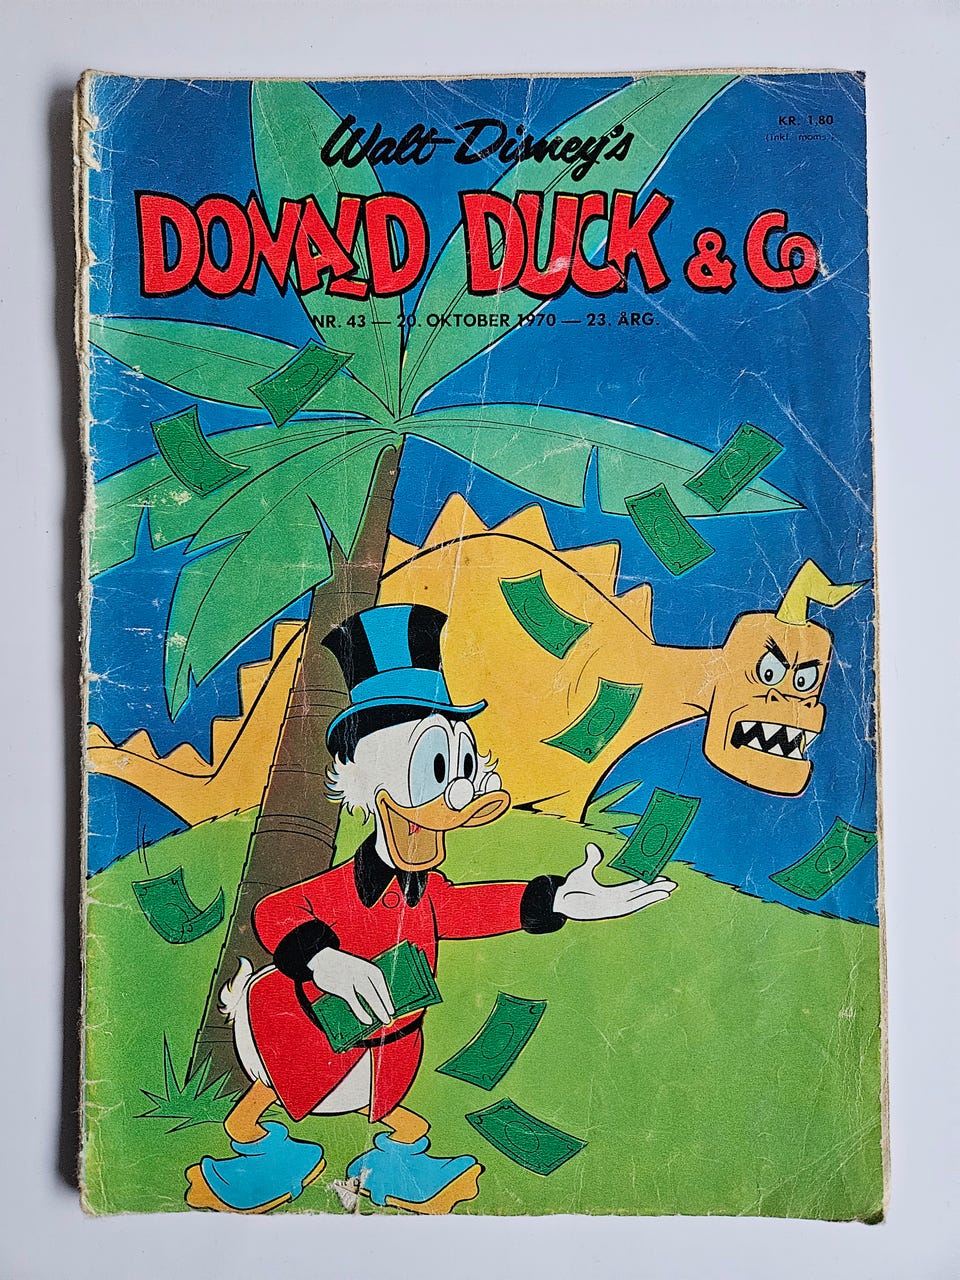 Walt Disney's
KR. 1,80
(inkl. moms.)
DONALD DUCK & Co
NR. 43 — 20. OKTOBER 1970 — 23. ÅRG.